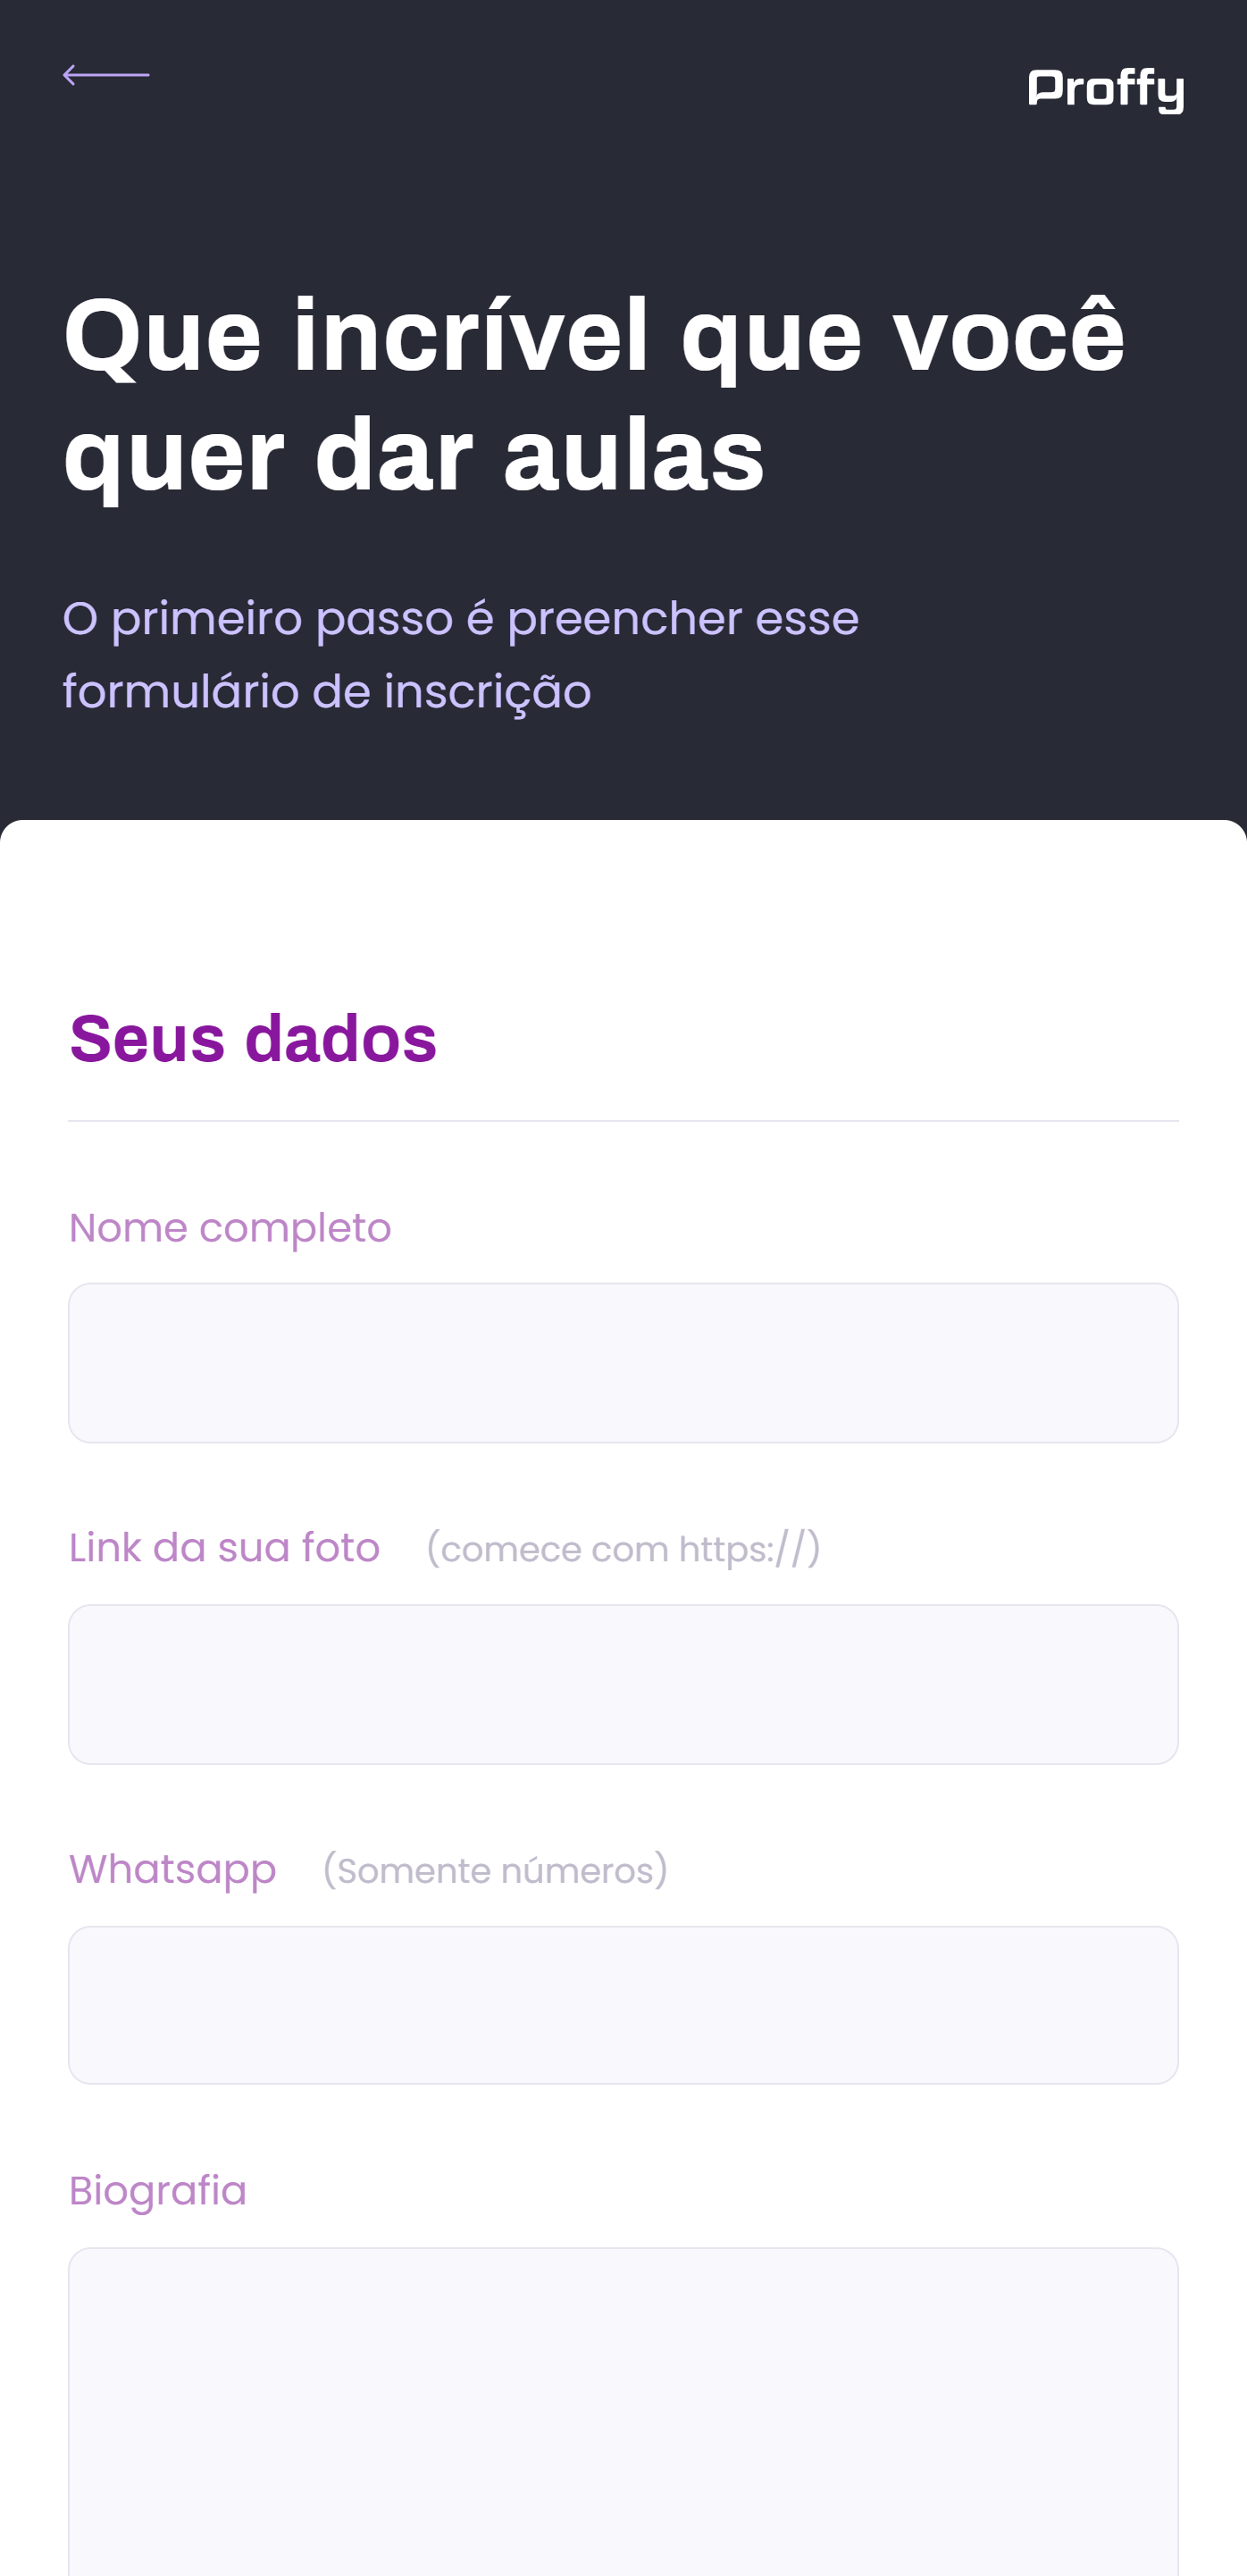 Proffy
Que incrível que você
quer dar aulas
O primeiro passo é preencher esse
formulário de inscrição
Seus dados
Nome completo
Link da sua foto (comece com https://)
Whatsapp (Somente números)
Biografia